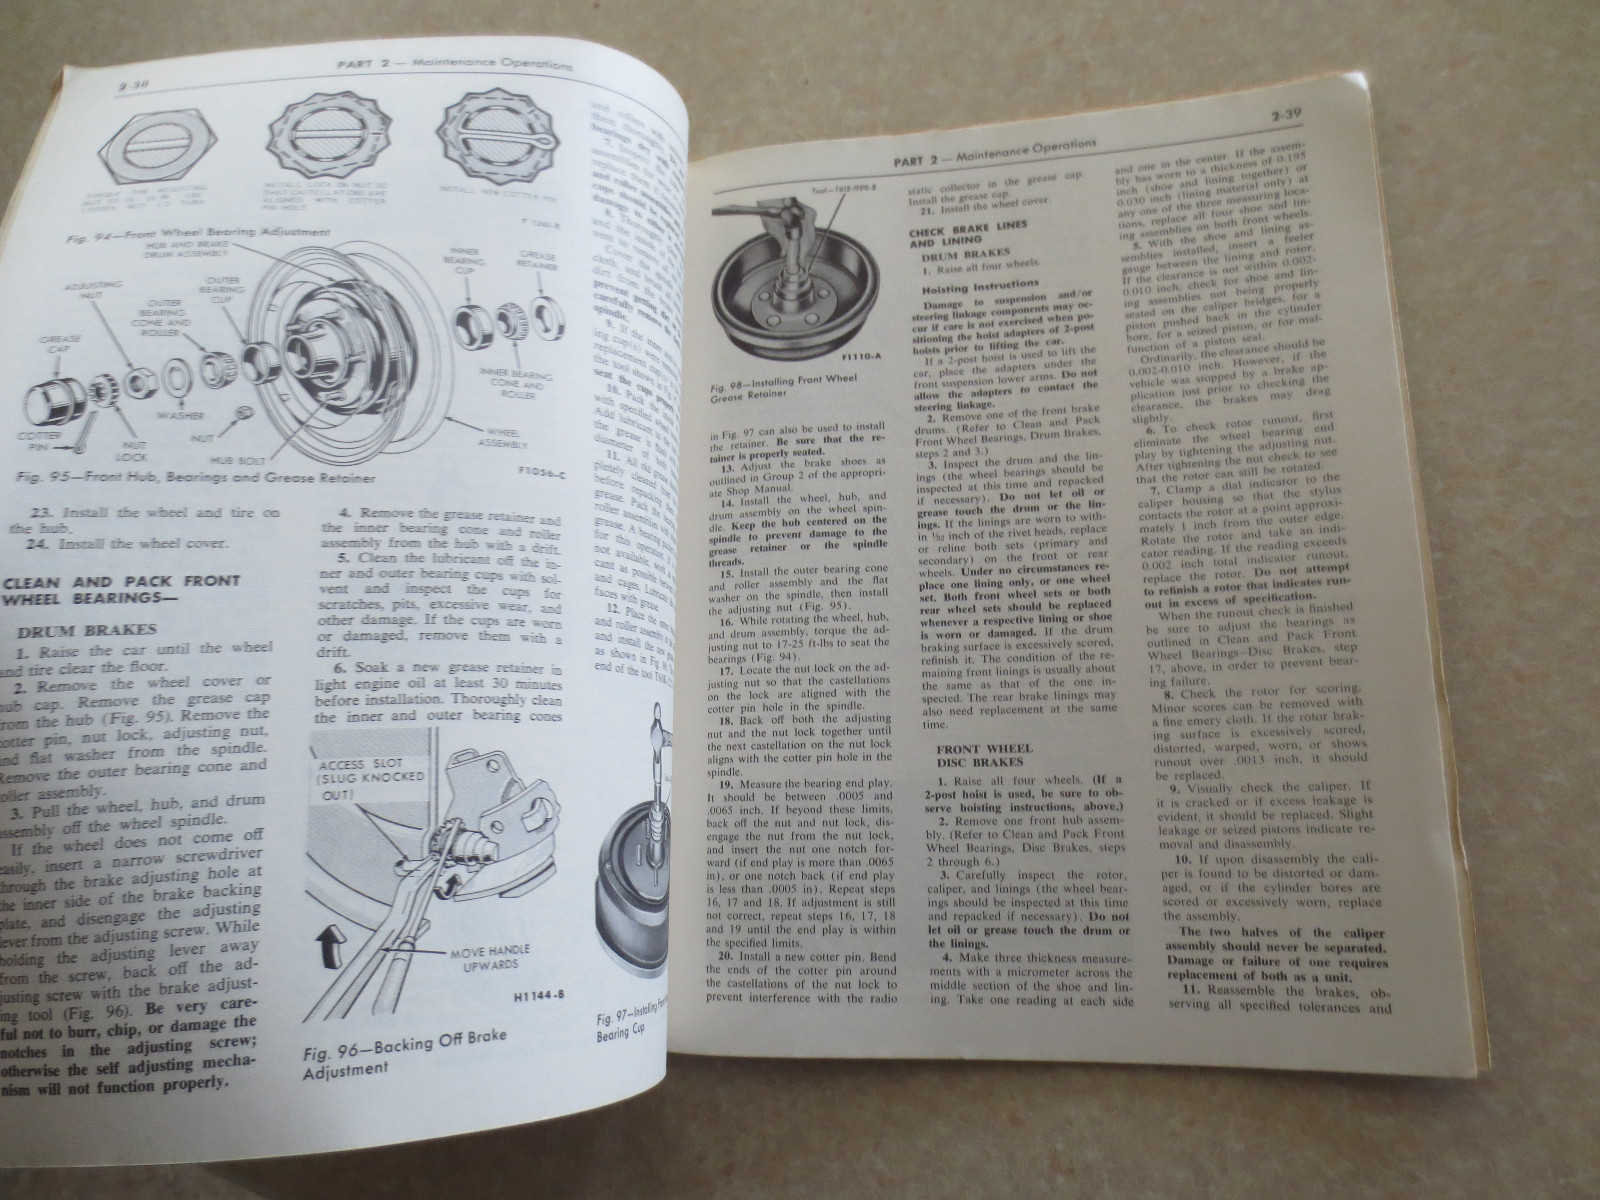 2-38
PART 2 — Maintenance Operations
INSTALL LOCK ON NUT SO
THAT CASTELLATIONS ARE
ALIGNED WITH COTTER
PIN HOLE
INSTALL NEW COTTER PIN
Fig. 94—Front Wheel Bearing Adjustment
HUB AND BRAKE
DRUM ASSEMBLY
ADJUSTING
NUT
OUTER
BEARING
CONE AND
ROLLER
OUTER
BEARING
CUP
INNER
BEARING
CUP
GREASE
RETAINER
GREASE
CAP
WASHER
INNER BEARING
CONE AND
ROLLER
COTTER
PIN
NUT
LOCK
NUT
HUB BOLT
WHEEL
ASSEMBLY
F1056-C
Fig. 95—Front Hub, Bearings and Grease Retainer
23. Install the wheel and tire on
the hub.
24. Install the wheel cover.
CLEAN AND PACK FRONT
WHEEL BEARINGS—
DRUM BRAKES
1. Raise the car until the wheel
and tire clear the floor.
2. Remove the wheel cover or
hub cap. Remove the grease cap
from the hub (Fig. 95). Remove the
cotter pin, nut lock, adjusting nut,
and flat washer from the spindle.
Remove the outer bearing cone and
roller assembly.
3. Pull the wheel, hub, and drum
assembly off the wheel spindle.
If the wheel does not come off
easily, insert a narrow screwdriver
through the brake adjusting hole at
the inner side of the brake backing
plate, and disengage the adjusting
lever from the adjusting screw. While
holding the adjusting lever away
from the screw, back off the ad-
justing screw with the brake adjust-
ing tool (Fig. 96). Be very care-
ful not to burr, chip, or damage the
notches in the adjusting screw;
otherwise the self adjusting mecha-
nism will not function properly.
4. Remove the grease retainer and
the inner bearing cone and roller
assembly from the hub with a drift.
5. Clean the lubricant off the in-
ner and outer bearing cups with sol-
vent and inspect the cups for
scratches, pits, excessive wear, and
other damage. If the cups are worn
or damaged, remove them with a
drift.
6. Soak a new grease retainer in
light engine oil at least 30 minutes
before installation. Thoroughly clean
the inner and outer bearing cones
ACCESS SLOT
(SLUG KNOCKED
OUT)
MOVE HANDLE
UPWARDS
H1144-B
Fig. 96—Backing Off Brake
Adjustment
Fig. 97—Installing
Bearing Cup
PART 2 — Maintenance Operations
2-39
F1110-A
Fig. 98—Installing Front Wheel
Grease Retainer
in Fig. 97 can also be used to install
the retainer. Be sure that the re-
tainer is properly seated.
13. Adjust the brake shoes as
outlined in Group 2 of the appropri-
ate Shop Manual.
14. Install the wheel, hub, and
drum assembly on the wheel spin-
dle. Keep the hub centered on the
spindle to prevent damage to the
grease retainer or the spindle
threads.
15. Install the outer bearing cone
and roller assembly and the flat
washer on the spindle, then install
the adjusting nut (Fig. 95).
16. While rotating the wheel, hub,
and drum assembly, torque the ad-
justing nut to 17-25 ft-lbs to seat the
bearings (Fig. 94).
17. Locate the nut lock on the ad-
justing nut so that the castellations
on the lock are aligned with the
cotter pin hole in the spindle.
18. Back off both the adjusting
nut and the nut lock together until
the next castellation on the nut lock
aligns with the cotter pin hole in the
spindle.
19. Measure the bearing end play.
It should be between .0005 and
.0065 inch. If beyond these limits,
back off the nut and nut lock, dis-
engage the nut from the nut lock,
and insert the nut one notch for-
ward (if end play is more than .0065
in), or one notch back (if end play
is less than .0005 in). Repeat steps
16, 17 and 18. If adjustment is still
not correct, repeat steps 16, 17, 18
and 19 until the end play is within
the specified limits.
20. Install a new cotter pin. Bend
the ends of the cotter pin around
the castellations of the nut lock to
prevent interference with the radio
static collector in the grease cap.
Install the grease cap.
21. Install the wheel cover.
CHECK BRAKE LINES
AND LINING
DRUM BRAKES
1. Raise all four wheels.
Hoisting Instructions
Damage to suspension and/or
steering linkage components may oc-
cur if care is not exercised when po-
sitioning the hoist adapters of 2-post
hoists prior to lifting the car.
If a 2-post hoist is used to lift the
car, place the adapters under the
front suspension lower arms. Do not
allow the adapters to contact the
steering linkage.
2. Remove one of the front brake
drums. (Refer to Clean and Pack
Front Wheel Bearings, Drum Brakes,
steps 2 and 3.)
3. Inspect the drum and the lin-
ings (the wheel bearings should be
inspected at this time and repacked
if necessary). Do not let oil or
grease touch the drum or the lin-
ings. If the linings are worn to with-
in 1/32 inch of the rivet heads, replace
or reline both sets (primary and
secondary) on the front or rear
wheels. Under no circumstances re-
place one lining only, or one wheel
set. Both front wheel sets or both
rear wheel sets should be replaced
whenever a respective lining or shoe
is worn or damaged. If the drum
braking surface is excessively scored,
refinish it. The condition of the re-
maining front linings is usually about
the same as that of the one in-
spected. The rear brake linings may
also need replacement at the same
time.
FRONT WHEEL
DISC BRAKES
1. Raise all four wheels. (If a
2-post hoist is used, be sure to ob-
serve hoisting instructions, above.)
2. Remove one front hub assem-
bly. (Refer to Clean and Pack Front
Wheel Bearings, Disc Brakes, steps
2 through 6.)
3. Carefully inspect the rotor,
caliper, and linings (the wheel bear-
ings should be inspected at this time
and repacked if necessary). Do not
let oil or grease touch the drum or
the linings.
4. Make three thickness measure-
ments with a micrometer across the
middle section of the shoe and lin-
ing. Take one reading at each side
and one in the center. If the assem-
bly has worn to a thickness of 0.195
inch (shoe and lining together) or
0.030 inch (lining material only) at
any one of the three measuring loca-
tions, replace all four shoe and lin-
ing assemblies on both front wheels.
5. With the shoe and lining as-
semblies installed, insert a feeler
gauge between the lining and rotor.
If the clearance is not within 0.002-
0.010 inch, check for shoe and lin-
ing assemblies not being properly
seated on the caliper bridges, for a
piston pushed back in the cylinder
bore, for a seized piston, or for mal-
function of a piston seal.
Ordinarily, the clearance should be
0.002-0.010 inch. However, if the
vehicle was stopped by a brake ap-
plication just prior to checking the
clearance, the brakes may drag
slightly.
6. To check rotor runout, first
eliminate the wheel bearing end
play by tightening the adjusting nut.
After tightening the nut check to see
that the rotor can still be rotated.
7. Clamp a dial indicator to the
caliper housing so that the stylus
contacts the rotor at a point approxi-
mately 1 inch from the outer edge.
Rotate the rotor and take an indi-
cator reading. If the reading exceeds
0.002 inch total indicator runout,
replace the rotor. Do not attempt
to refinish a rotor that indicates run-
out in excess of specification.
When the runout check is finished
be sure to adjust the bearings as
outlined in Clean and Pack Front
Wheel Bearings—Disc Brakes, step
17, above, in order to prevent bear-
ing failure.
8. Check the rotor for scoring.
Minor scores can be removed with
a fine emery cloth. If the rotor brak-
ing surface is excessively scored,
distorted, warped, worn, or shows
runout over .0013 inch, it should
be replaced.
9. Visually check the caliper. If
it is cracked or if excess leakage is
evident, it should be replaced. Slight
leakage or seized pistons indicate re-
moval and disassembly.
10. If upon disassembly the cali-
per is found to be distorted or dam-
aged, or if the cylinder bores are
scored or excessively worn, replace
the assembly.
The two halves of the caliper
assembly should never be separated.
Damage or failure of one requires
replacement of both as a unit.
11. Reassemble the brakes, ob-
serving all specified tolerances and